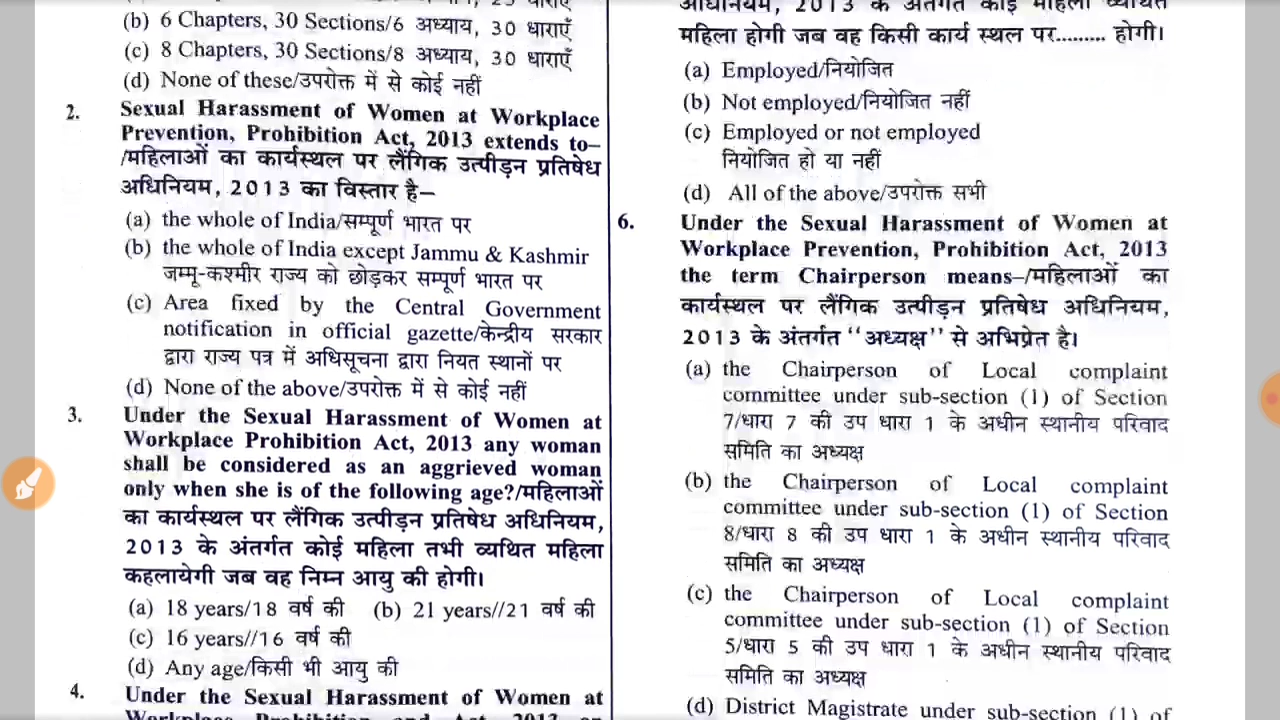 (b) 6 Chapters, 30 Sections/6 अध्याय, 30 धाराएँ
(c) 8 Chapters, 30 Sections/8 अध्याय, 30 धाराएँ
(d) None of these/उपरोक्त में से कोई नहीं
2. Sexual Harassment of Women at Workplace
Prevention, Prohibition Act, 2013 extends to–
/महिलाओं का कार्यस्थल पर लैंगिक उत्पीड़न प्रतिषेध
अधिनियम, 2013 का विस्तार है–
(a) the whole of India/सम्पूर्ण भारत पर
(b) the whole of India except Jammu & Kashmir
जम्मू-कश्मीर राज्य को छोड़कर सम्पूर्ण भारत पर
(c) Area fixed by the Central Government
notification in official gazette/केन्द्रीय सरकार
द्वारा राज्य पत्र में अधिसूचना द्वारा नियत स्थानों पर
(d) None of the above/उपरोक्त में से कोई नहीं
3. Under the Sexual Harassment of Women at
Workplace Prohibition Act, 2013 any woman
shall be considered as an aggrieved woman
only when she is of the following age?/महिलाओं
का कार्यस्थल पर लैंगिक उत्पीड़न प्रतिषेध अधिनियम,
2013 के अंतर्गत कोई महिला तभी व्यथित महिला
कहलायेगी जब वह निम्न आयु की होगी।
(a) 18 years/18 वर्ष की (b) 21 years//21 वर्ष की
(c) 16 years//16 वर्ष की
(d) Any age/किसी भी आयु की
4. Under the Sexual Harassment of Women at
अधिनियम, 2013 के अंतर्गत कोई महिला व्यथित
महिला होगी जब वह किसी कार्य स्थल पर......... होगी।
(a) Employed/नियोजित
(b) Not employed/नियोजित नहीं
(c) Employed or not employed
नियोजित हो या नहीं
(d) All of the above/उपरोक्त सभी
6. Under the Sexual Harassment of Women at
Workplace Prevention, Prohibition Act, 2013
the term Chairperson means–/महिलाओं का
कार्यस्थल पर लैंगिक उत्पीड़न प्रतिषेध अधिनियम,
2013 के अंतर्गत ‘‘अध्यक्ष’’ से अभिप्रेत है।
(a) the Chairperson of Local complaint
committee under sub-section (1) of Section
7/धारा 7 की उप धारा 1 के अधीन स्थानीय परिवाद
समिति का अध्यक्ष
(b) the Chairperson of Local complaint
committee under sub-section (1) of Section
8/धारा 8 की उप धारा 1 के अधीन स्थानीय परिवाद
समिति का अध्यक्ष
(c) the Chairperson of Local complaint
committee under sub-section (1) of Section
5/धारा 5 की उप धारा 1 के अधीन स्थानीय परिवाद
समिति का अध्यक्ष
(d) District Magistrate under sub-section (1) of